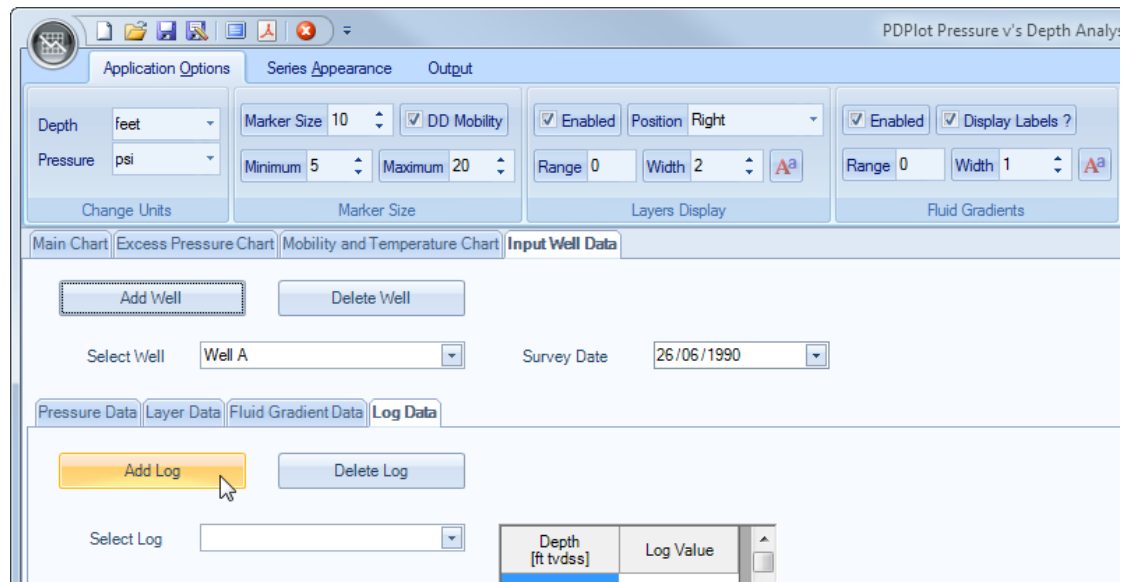 PDPlot Pressure v's Depth Analys
Application Options Series Appearance Output
Depth feet Marker Size 10 DD Mobility Enabled Position Right Enabled Display Labels ?
Pressure psi Minimum 5 Maximum 20 Range 0 Width 2 Aa Range 0 Width 1 Aa
Change Units Marker Size Layers Display Fluid Gradients
Main Chart Excess Pressure Chart Mobility and Temperature Chart Input Well Data
Add Well Delete Well
Select Well Well A Survey Date 26/06/1990
Pressure Data Layer Data Fluid Gradient Data Log Data
Add Log Delete Log
Select Log
Depth Log Value
[ft tvdss]